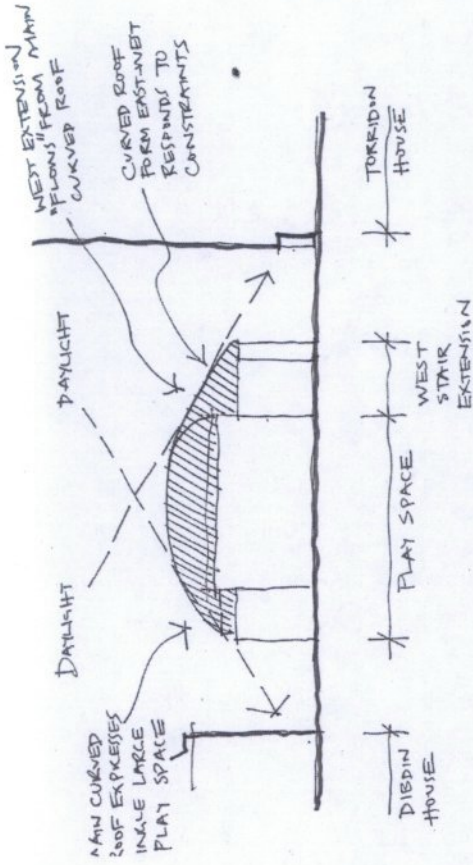 MAIN CURVED
ROOF EXPRESSES
INGLE LARGE
PLAY SPACE
DAYLIGHT
DAYLIGHT
WEST EXTENSION
"FLOWS" FROM MAIN
CURVED ROOF
CURVED ROOF
FORM EAST-WEST
RESPONDS TO
CONSTRAINTS
DIBDIN
HOUSE
PLAY SPACE
WEST
STAIR
EXTENSION
TORRIDON
HOUSE